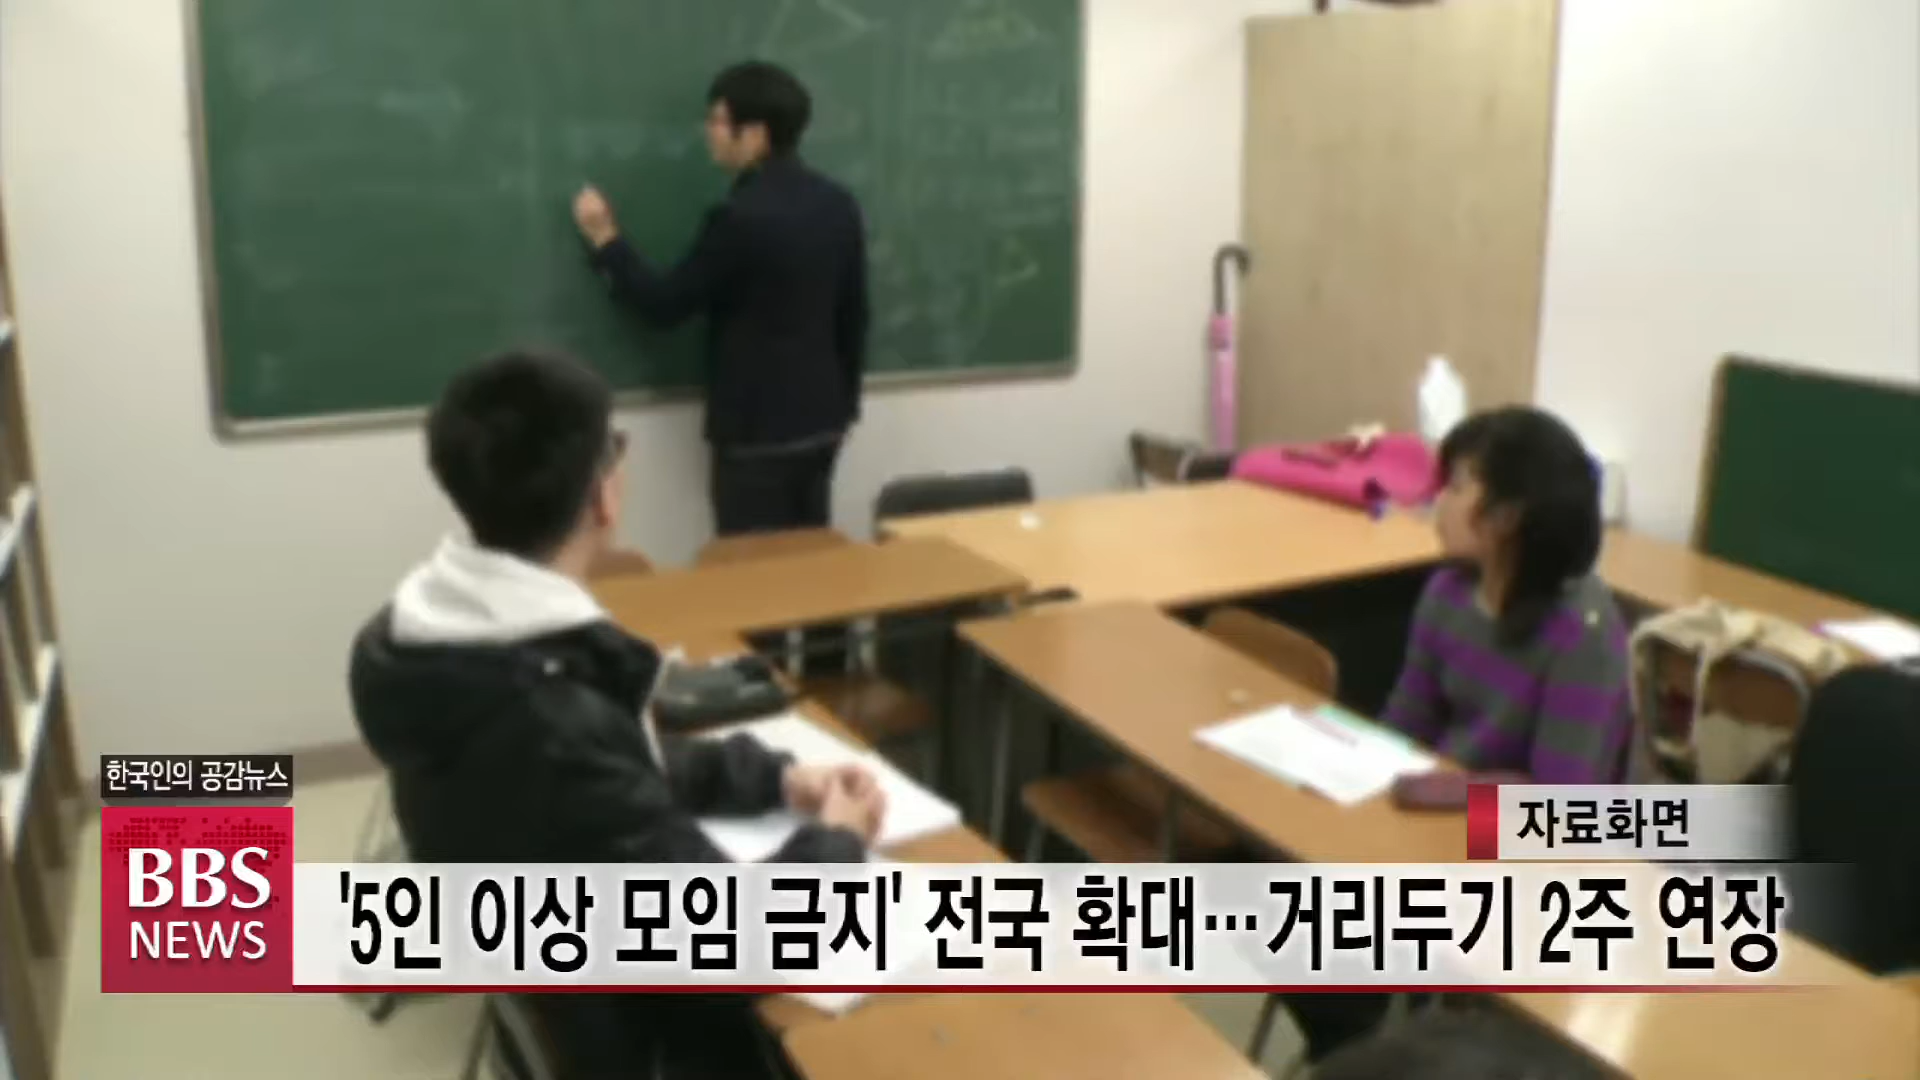 한국인의 공감뉴스
BBS
NEWS
자료화면
'5인 이상 모임 금지' 전국 확대…거리두기 2주 연장